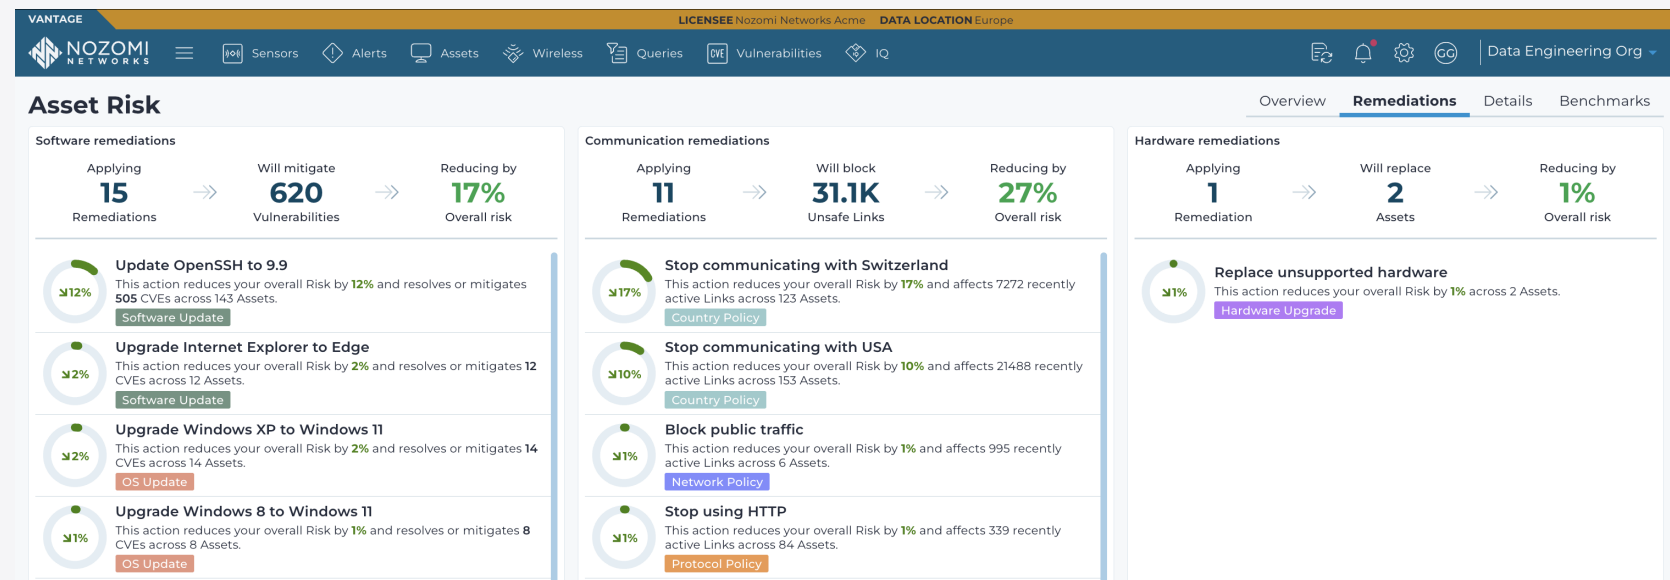 VANTAGE
LICENSEE Nozomi Networks Acme DATA LOCATION Europe
NOZOMI
NETWORKS
Sensors
Alerts
Assets
Wireless
Queries
CVE Vulnerabilities
IQ
GG
Data Engineering Org
Asset Risk
Overview
Remediations
Details
Benchmarks
Software remediations
Applying
15
Remediations
Will mitigate
620
Vulnerabilities
Reducing by
17%
Overall risk
12%
Update OpenSSH to 9.9
This action reduces your overall Risk by 12% and resolves or mitigates
505 CVEs across 143 Assets.
Software Update
2%
Upgrade Internet Explorer to Edge
This action reduces your overall Risk by 2% and resolves or mitigates 12
CVEs across 12 Assets.
Software Update
2%
Upgrade Windows XP to Windows 11
This action reduces your overall Risk by 2% and resolves or mitigates 14
CVEs across 14 Assets.
OS Update
1%
Upgrade Windows 8 to Windows 11
This action reduces your overall Risk by 1% and resolves or mitigates 8
CVEs across 8 Assets.
OS Update
Communication remediations
Applying
11
Remediations
Will block
31.1K
Unsafe Links
Reducing by
27%
Overall risk
17%
Stop communicating with Switzerland
This action reduces your overall Risk by 17% and affects 7272 recently
active Links across 123 Assets.
Country Policy
10%
Stop communicating with USA
This action reduces your overall Risk by 10% and affects 21488 recently
active Links across 153 Assets.
Country Policy
1%
Block public traffic
This action reduces your overall Risk by 1% and affects 995 recently
active Links across 6 Assets.
Network Policy
1%
Stop using HTTP
This action reduces your overall Risk by 1% and affects 339 recently
active Links across 84 Assets.
Protocol Policy
Hardware remediations
Applying
1
Remediation
Will replace
2
Assets
Reducing by
1%
Overall risk
1%
Replace unsupported hardware
This action reduces your overall Risk by 1% across 2 Assets.
Hardware Upgrade